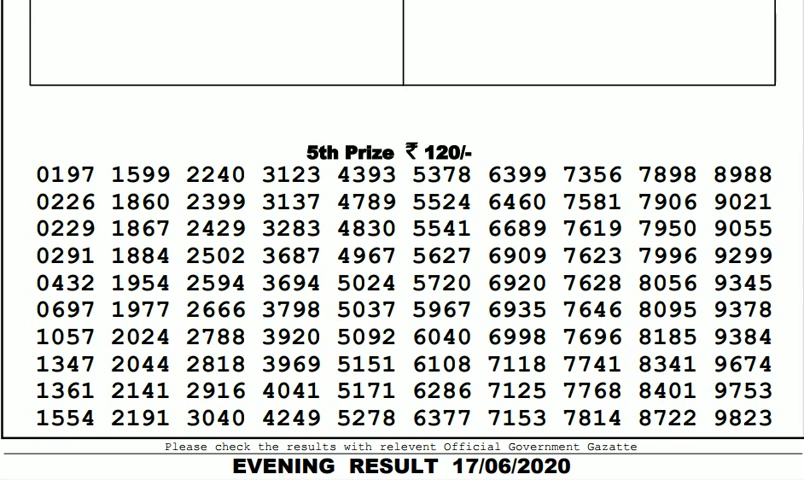 5th Prize ₹ 120/-
0197 1599 2240 3123 4393 5378 6399 7356 7898 8988
0226 1860 2399 3137 4789 5524 6460 7581 7906 9021
0229 1867 2429 3283 4830 5541 6689 7619 7950 9055
0291 1884 2502 3687 4967 5627 6909 7623 7996 9299
0432 1954 2594 3694 5024 5720 6920 7628 8056 9345
0697 1977 2666 3798 5037 5967 6935 7646 8095 9378
1057 2024 2788 3920 5092 6040 6998 7696 8185 9384
1347 2044 2818 3969 5151 6108 7118 7741 8341 9674
1361 2141 2916 4041 5171 6286 7125 7768 8401 9753
1554 2191 3040 4249 5278 6377 7153 7814 8722 9823
Please check the results with relevent Official Government Gazatte
EVENING RESULT 17/06/2020